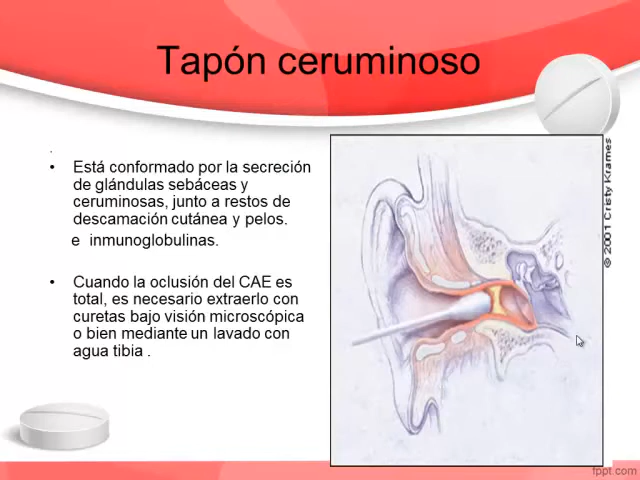 Tapón ceruminoso
.
• Está conformado por la secreción
de glándulas sebáceas y
ceruminosas, junto a restos de
descamación cutánea y pelos.
e inmunoglobulinas.
• Cuando la oclusión del CAE es
total, es necesario extraerlo con
curetas bajo visión microscópica
o bien mediante un lavado con
agua tibia .
© 2001 Cristy Krames
fppt.com